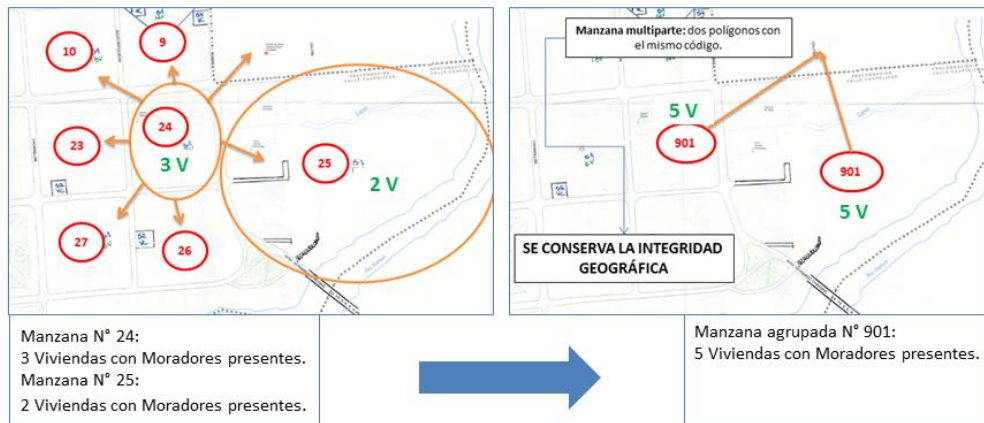 10
9
24
3 V
23
25
2 V
27
26
Manzana multiparte: dos polígonos con
el mismo código.
5 V
901
901
5 V
SE CONSERVA LA INTEGRIDAD
GEOGRÁFICA
Manzana N° 24:
3 Viviendas con Moradores presentes.
Manzana N° 25:
2 Viviendas con Moradores presentes.
Manzana agrupada N° 901:
5 Viviendas con Moradores presentes.